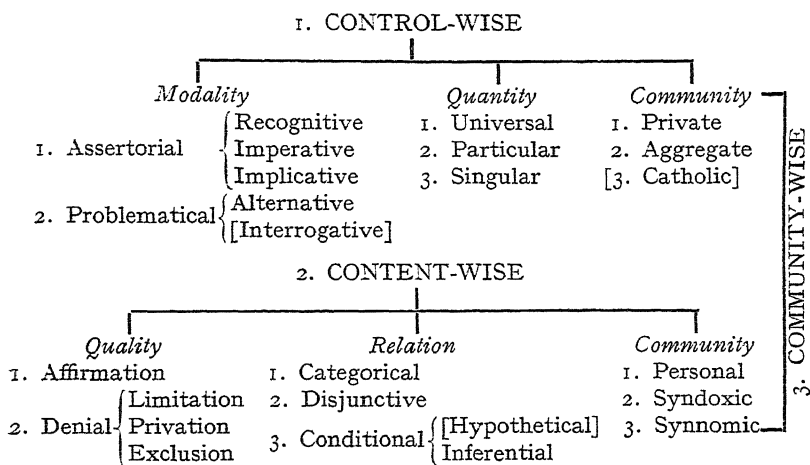 1. CONTROL-WISE
Modality Quantity Community
Recognitive 1. Universal 1. Private
1. Assertorial Imperative 2. Particular 2. Aggregate
Implicative 3. Singular [3. Catholic]
2. Problematical Alternative
[Interrogative]
2. CONTENT-WISE
Quality Relation Community
1. Affirmation 1. Categorical 1. Personal
Limitation 2. Disjunctive 2. Syndoxic
2. Denial Privation 3. Conditional [Hypothetical] 3. Synnomic
Exclusion Inferential
3. COMMUNITY-WISE